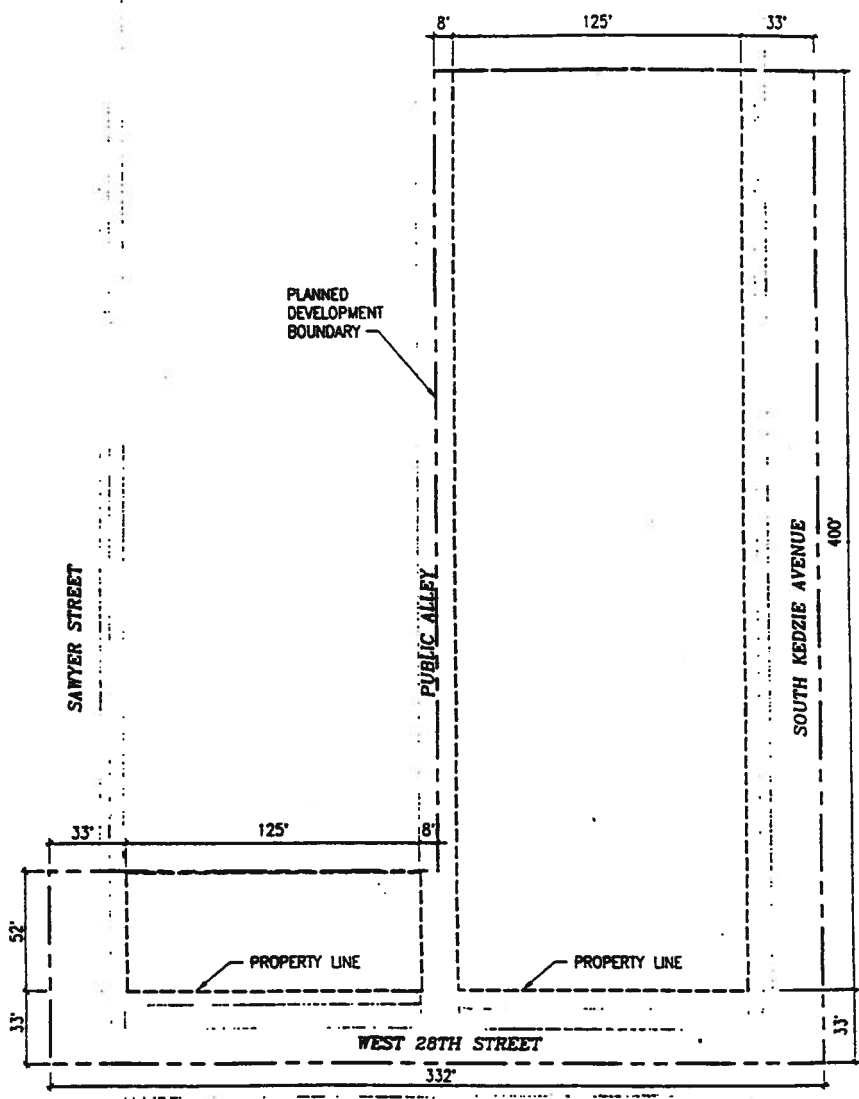 8' 125' 33'
PLANNED
DEVELOPMENT
BOUNDARY
SAWYER STREET
PUBLIC ALLEY
SOUTH KEDZIE AVENUE
400'
33' 125' 8'
52'
PROPERTY LINE
PROPERTY LINE
33'
33'
WEST 28TH STREET
332'